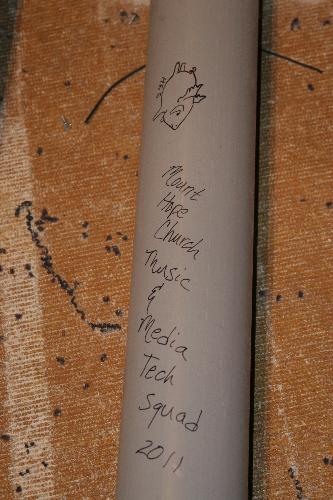 Mount
Hope
Church
Music
&
Media
Tech
Squad
2011